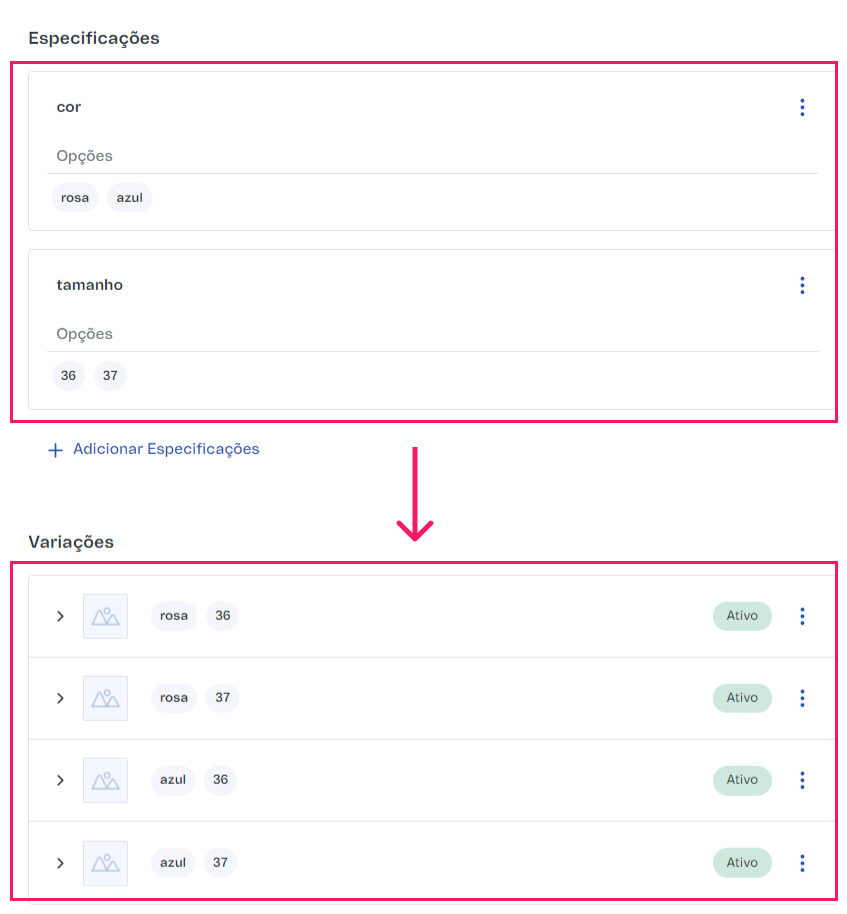 Especificações
cor
Opções
rosa azul
tamanho
Opções
36 37
Adicionar Especificações
Variações
rosa 36 Ativo
rosa 37 Ativo
azul 36 Ativo
azul 37 Ativo